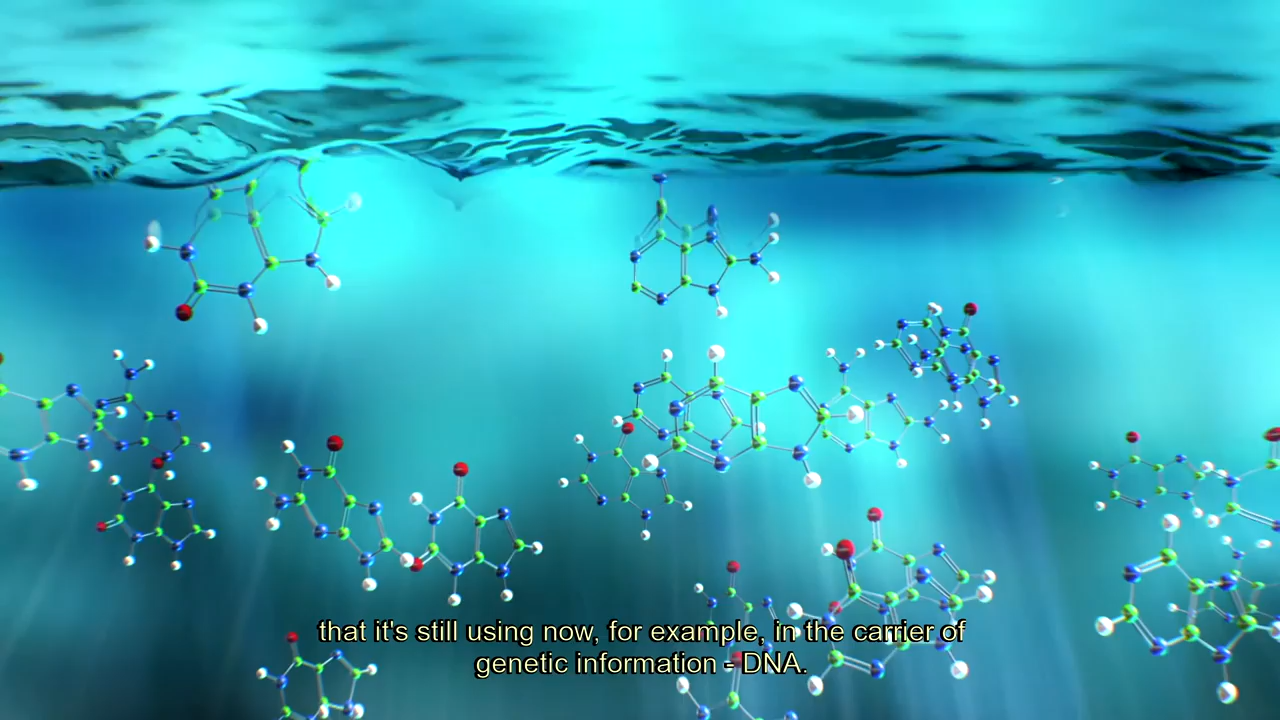 that it's still using now, for example, in the carrier of
genetic information - DNA.